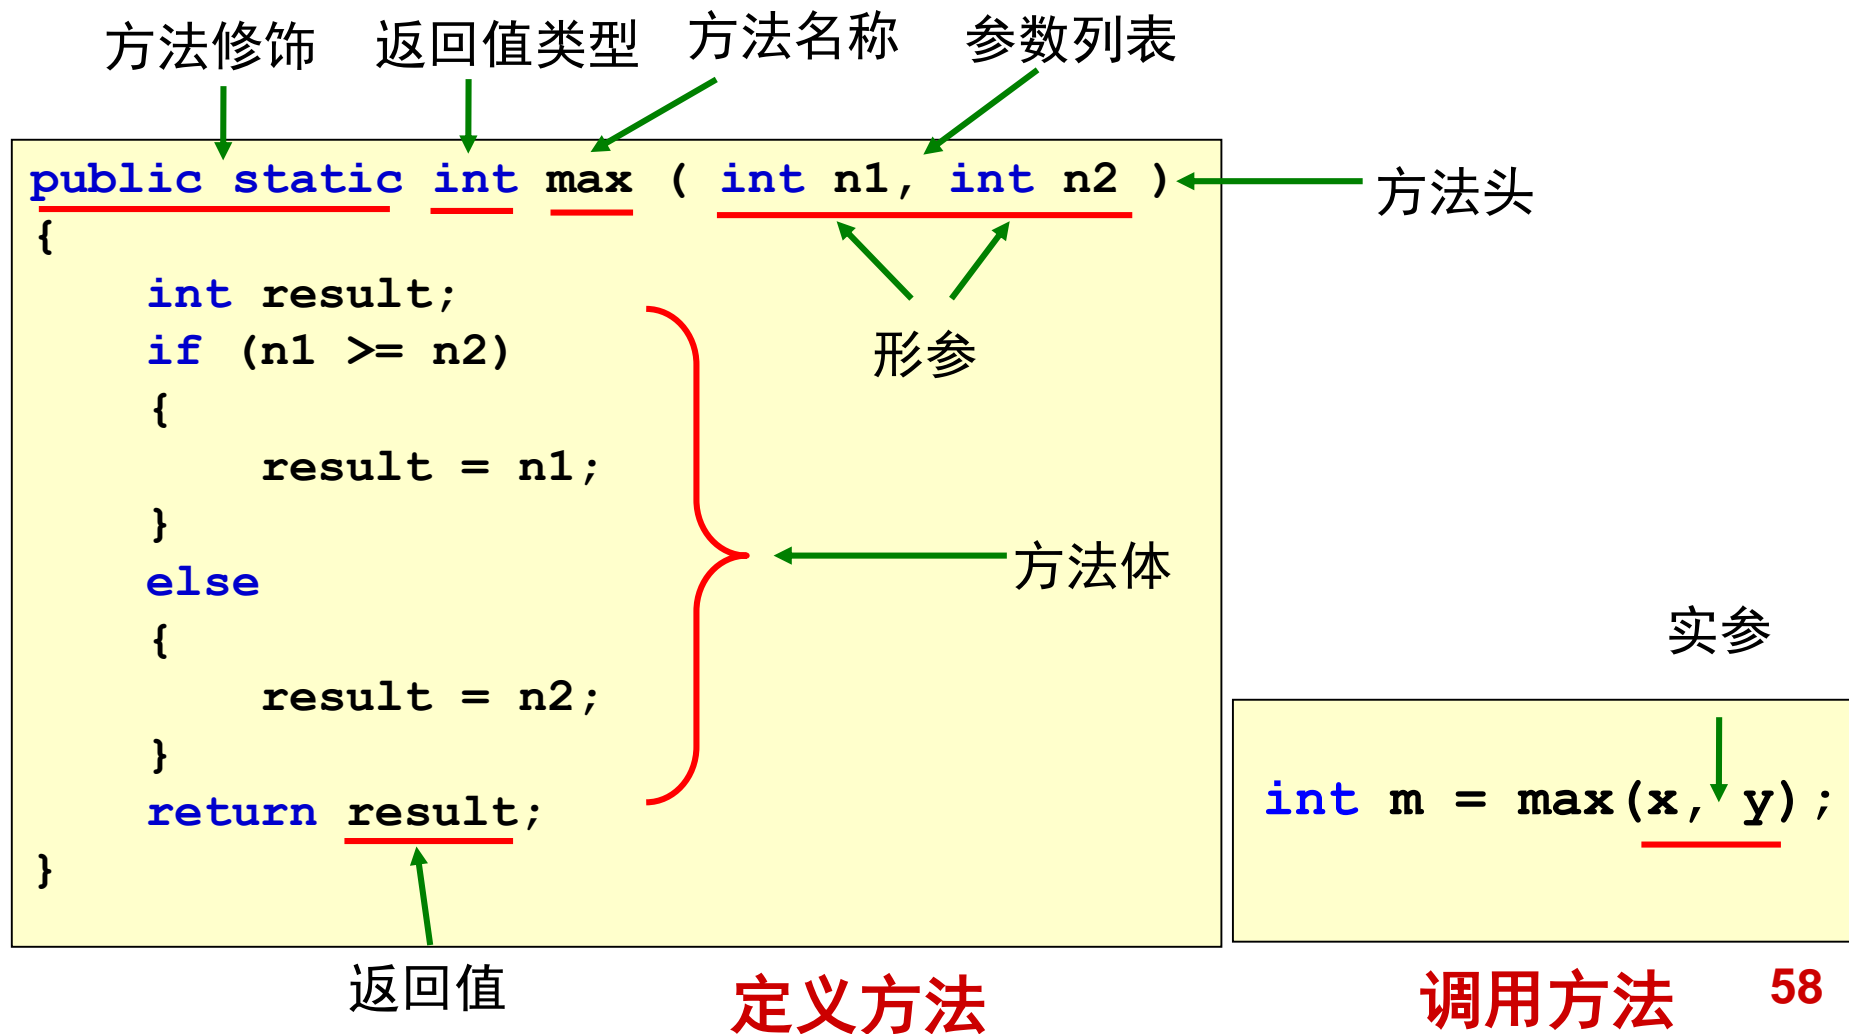 方法修饰 返回值类型 方法名称 参数列表
public static int max ( int n1, int n2 )
方法头
{
int result;
if (n1 >= n2)
形参
{
result = n1;
}
方法体
else
{
实参
result = n2;
}
int m = max(x, y);
return result;
}
返回值
定义方法
调用方法
58